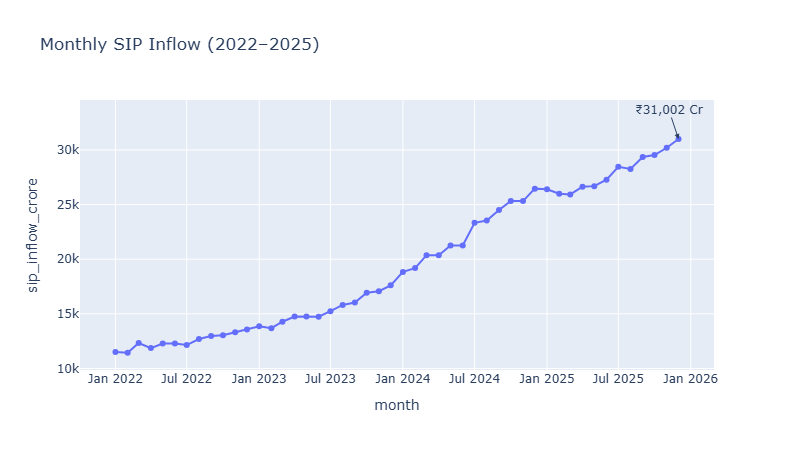 Monthly SIP Inflow (2022–2025)
₹31,002 Cr
sip_inflow_crore
30k
25k
20k
15k
10k
Jan 2022 Jul 2022 Jan 2023 Jul 2023 Jan 2024 Jul 2024 Jan 2025 Jul 2025 Jan 2026
month